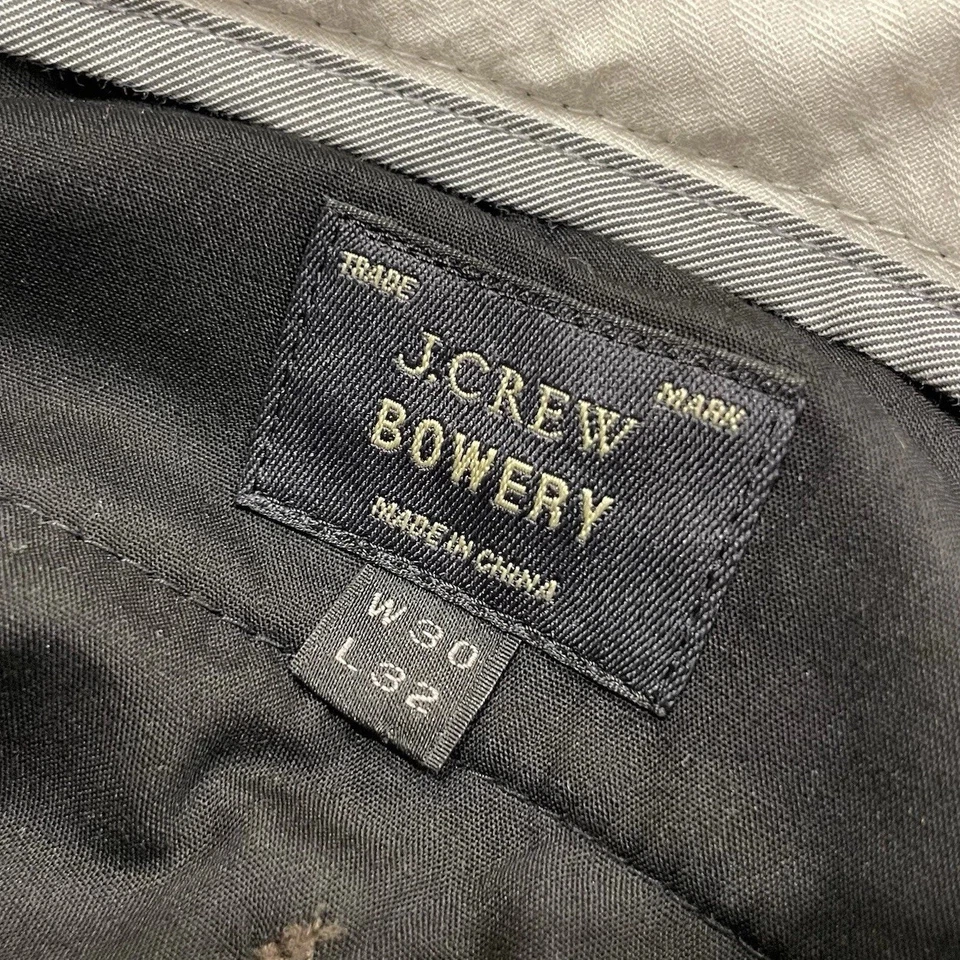 TRADE MARK
J.CREW
BOWERY
MADE IN CHINA
W 30
L 32